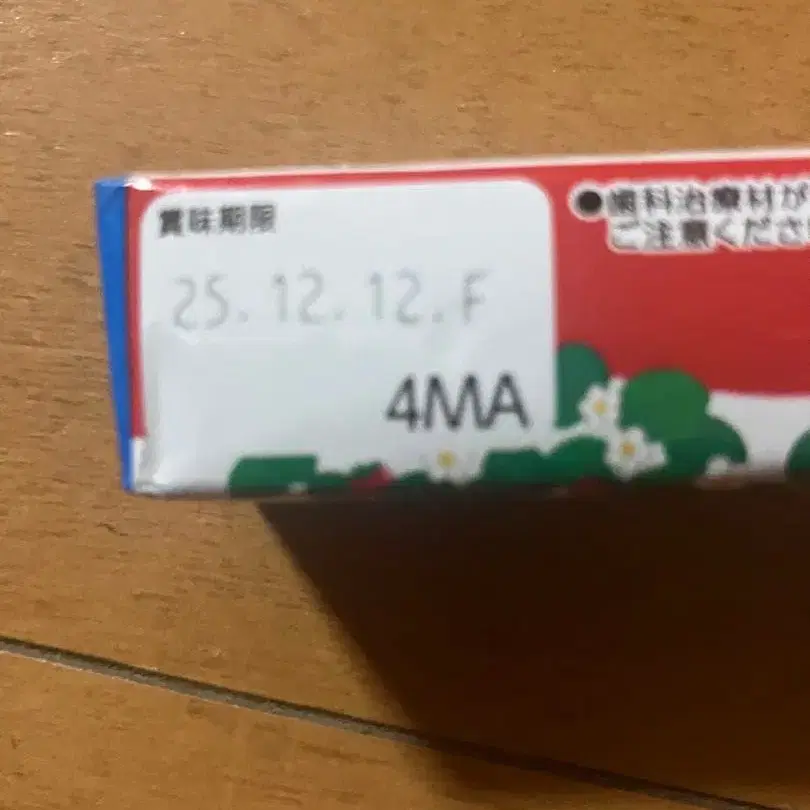 賞味期限
25.12.12.F
4MA
●歯科治療材が
ご注意くださ